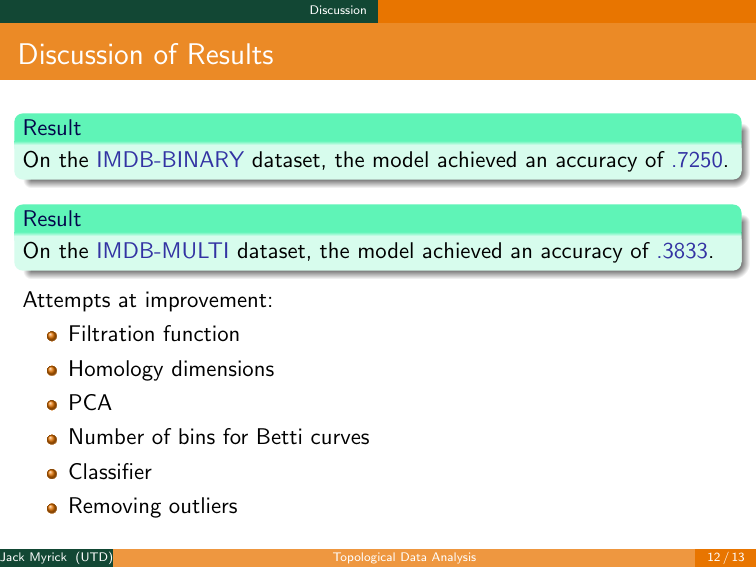 Discussion
Discussion of Results
Result
On the IMDB-BINARY dataset, the model achieved an accuracy of .7250.
Result
On the IMDB-MULTI dataset, the model achieved an accuracy of .3833.
Attempts at improvement:
Filtration function
Homology dimensions
PCA
Number of bins for Betti curves
Classifier
Removing outliers
Jack Myrick (UTD) Topological Data Analysis 12 / 13